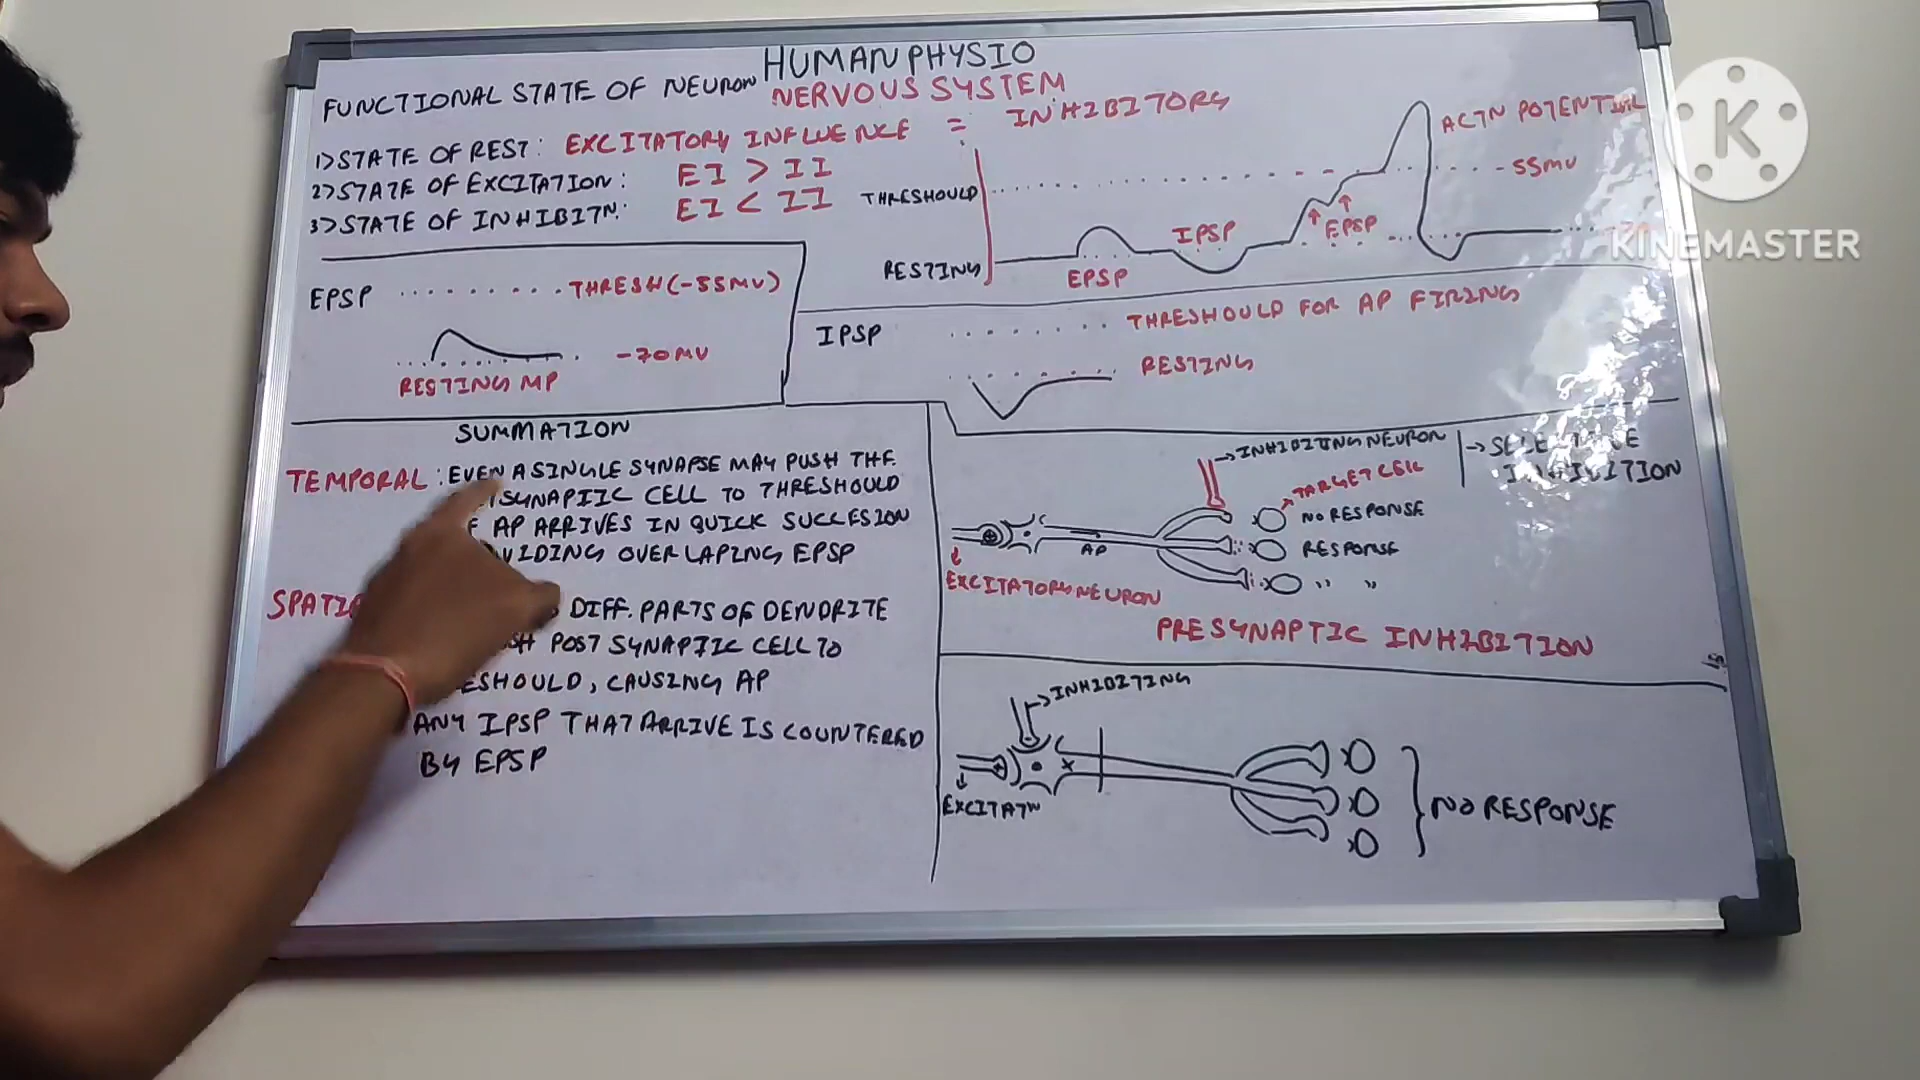 HUMAN PHYSIO
NERVOUS SYSTEM
FUNCTIONAL STATE OF NEURON
1) STATE OF REST: EXCITATORY INFLUENCE = INHIBITORY
2) STATE OF EXCITATION: EI > II
3) STATE OF INHIBITN: EI < II
THRESHOULD
RESTING
EPSP
IPSP
EPSP
ACTN POTENTIAL
-55MV
K
KINEMASTER
EPSP
THRESH (-55MV)
-70MV
RESTING MP
IPSP
THRESHOULD FOR AP FIRING
RESTING
SUMMATION
TEMPORAL: EVEN A SINGLE SYNAPSE MAY PUSH THE
CELL TO THRESHOULD
AP ARRIVES IN QUICK SUCCESION
OVERLAPING EPSP
DIFF. PARTS OF DENDRITE
POST SYNAPTIC CELL TO
CAUSING AP
ANY IPSP THAT ARRIVE IS COUNTERED
BY EPSP
INHIBITING NEURON
TARGET CELL
NO RESPONSE
RESPONSE
" "
AP
EXCITATORY NEURON
PRESYNAPTIC INHIBITION
INHIBITING
EXCITATN
NO RESPONSE